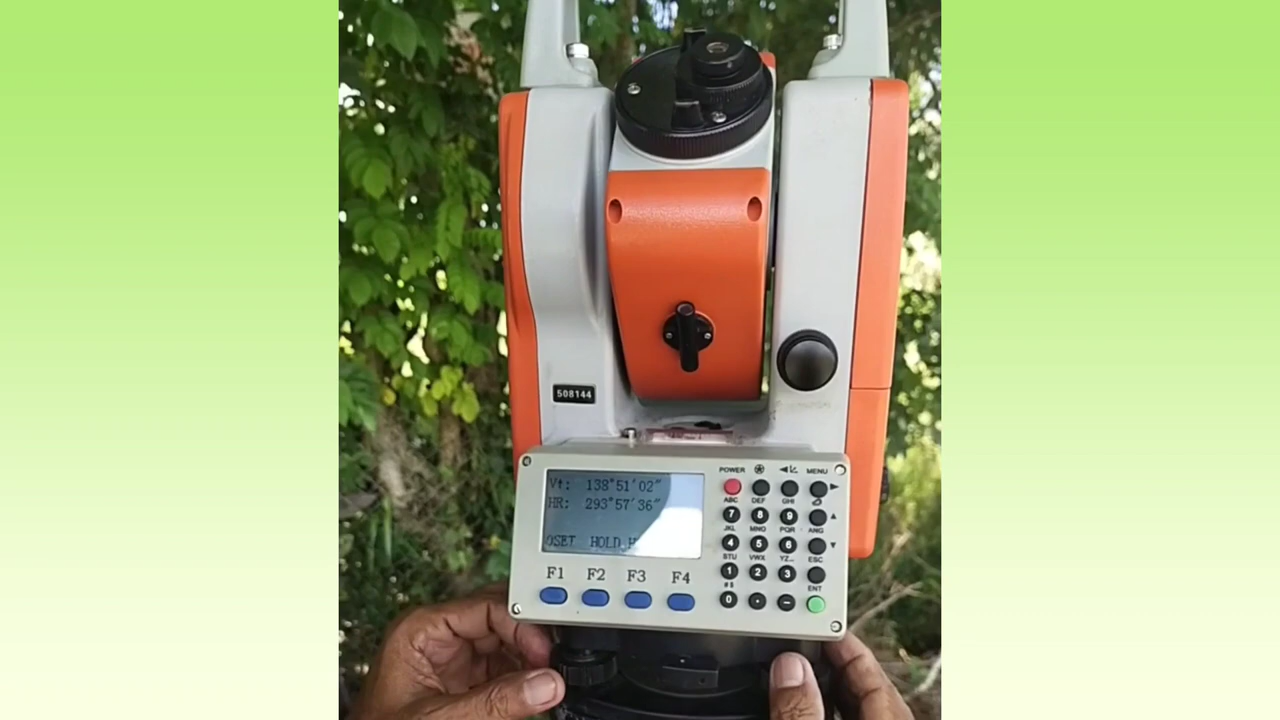 508144
Vt: 138°51′02″
HR: 293°57′36″
0SET HOLD
F1 F2 F3 F4
POWER MENU
ABC DEF GHI
7 8 9
JKL MNO PQR ANG
4 5 6
STU VWX YZ_ ESC
1 2 3
#$ ENT
0 . -